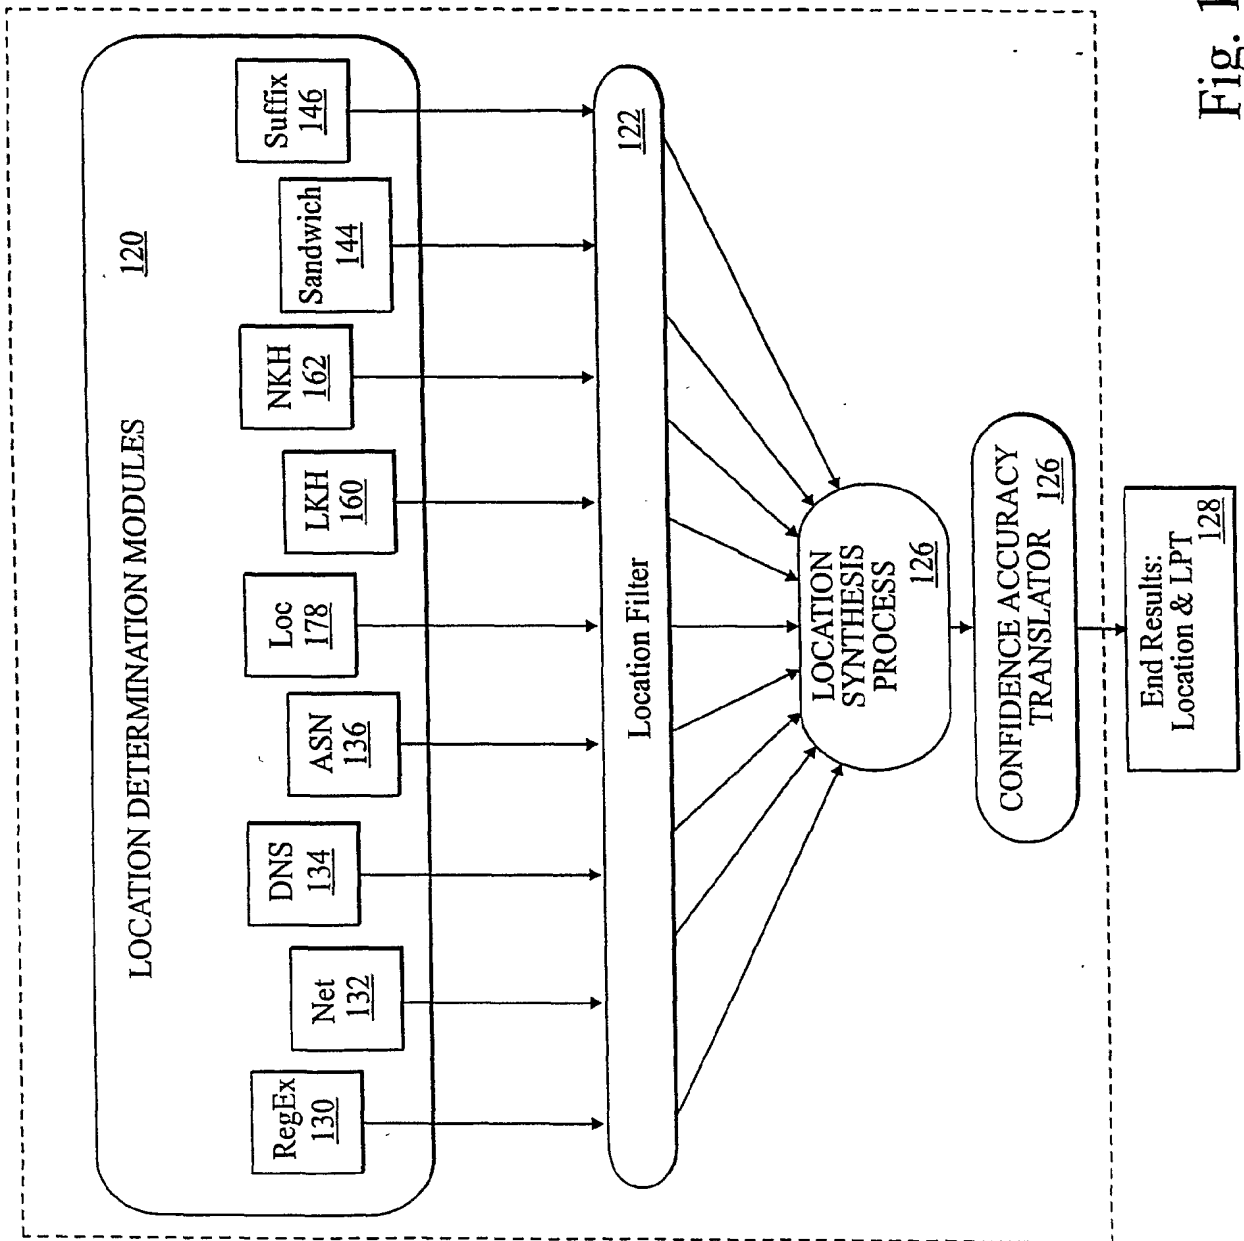 LOCATION DETERMINATION MODULES
120
RegEx
130
Net
132
DNS
134
ASN
136
Loc
178
LKH
160
NKH
162
Sandwich
144
Suffix
146
Location Filter
122
LOCATION
SYNTHESIS
PROCESS
126
CONFIDENCE ACCURACY
TRANSLATOR
126
End Results:
Location & LPT
128
Fig.